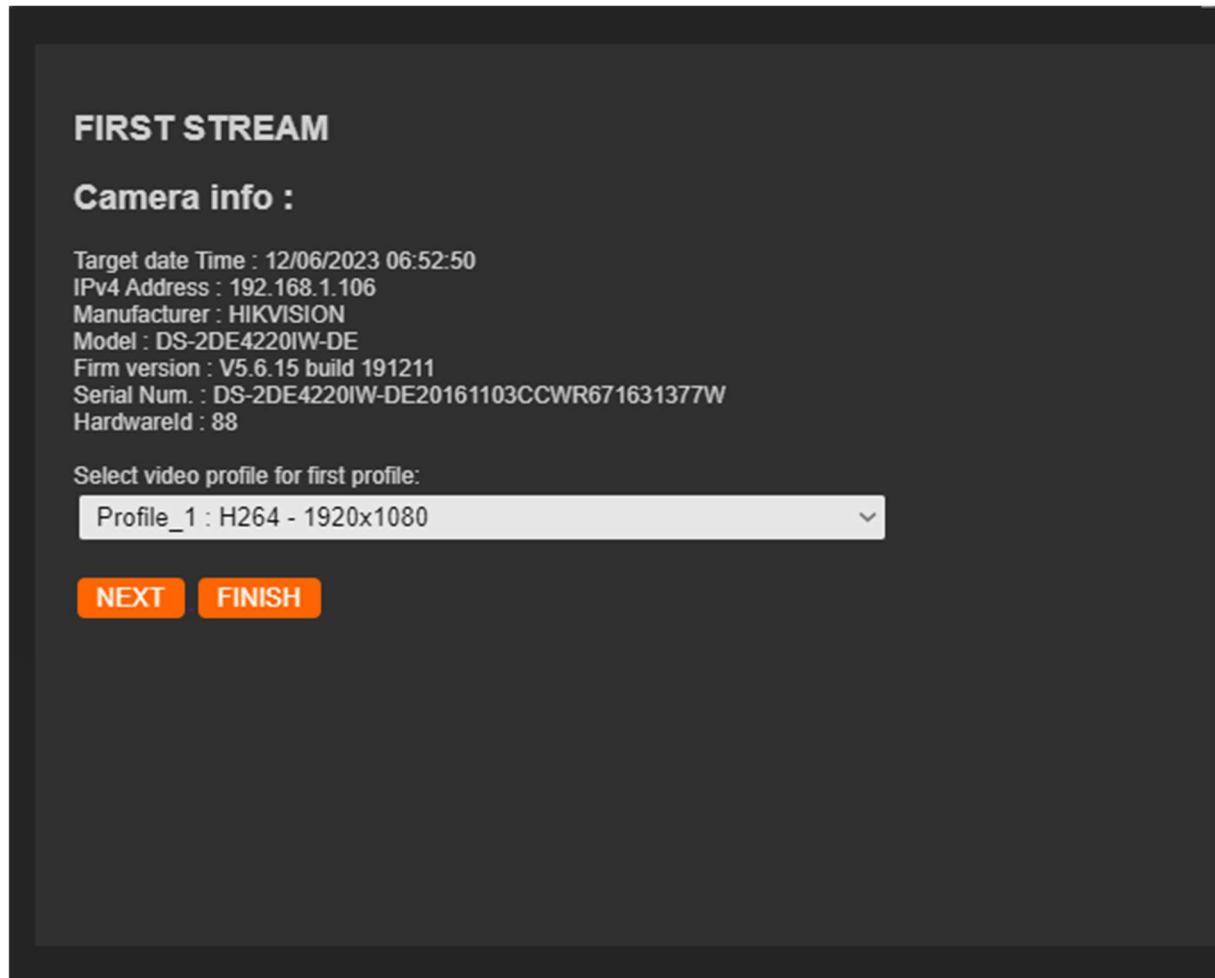 FIRST STREAM
Camera info :
Target date Time : 12/06/2023 06:52:50
IPv4 Address : 192.168.1.106
Manufacturer : HIKVISION
Model : DS-2DE4220IW-DE
Firm version : V5.6.15 build 191211
Serial Num. : DS-2DE4220IW-DE20161103CCWR671631377W
HardwareId : 88
Select video profile for first profile:
Profile_1 : H264 - 1920x1080
NEXT FINISH